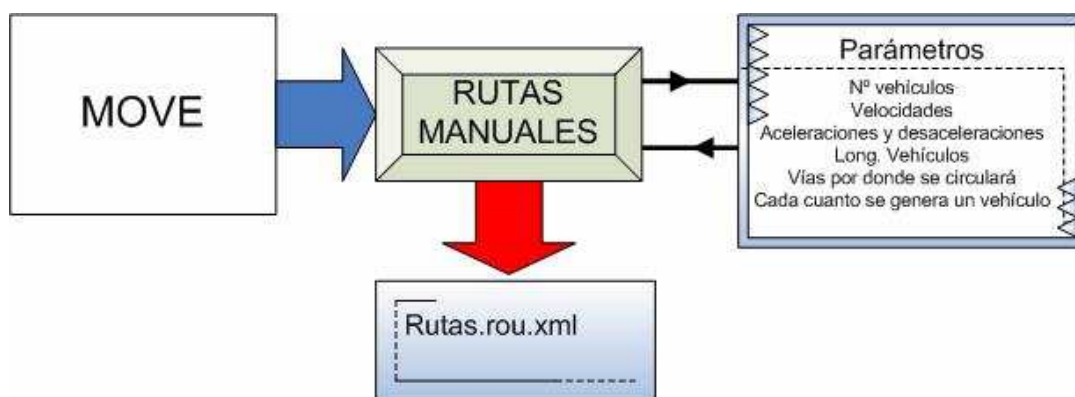 MOVE
RUTAS
MANUALES
Parámetros
Nº vehículos
Velocidades
Aceleraciones y desaceleraciones
Long. Vehículos
Vías por donde se circulará
Cada cuanto se genera un vehículo
Rutas.rou.xml